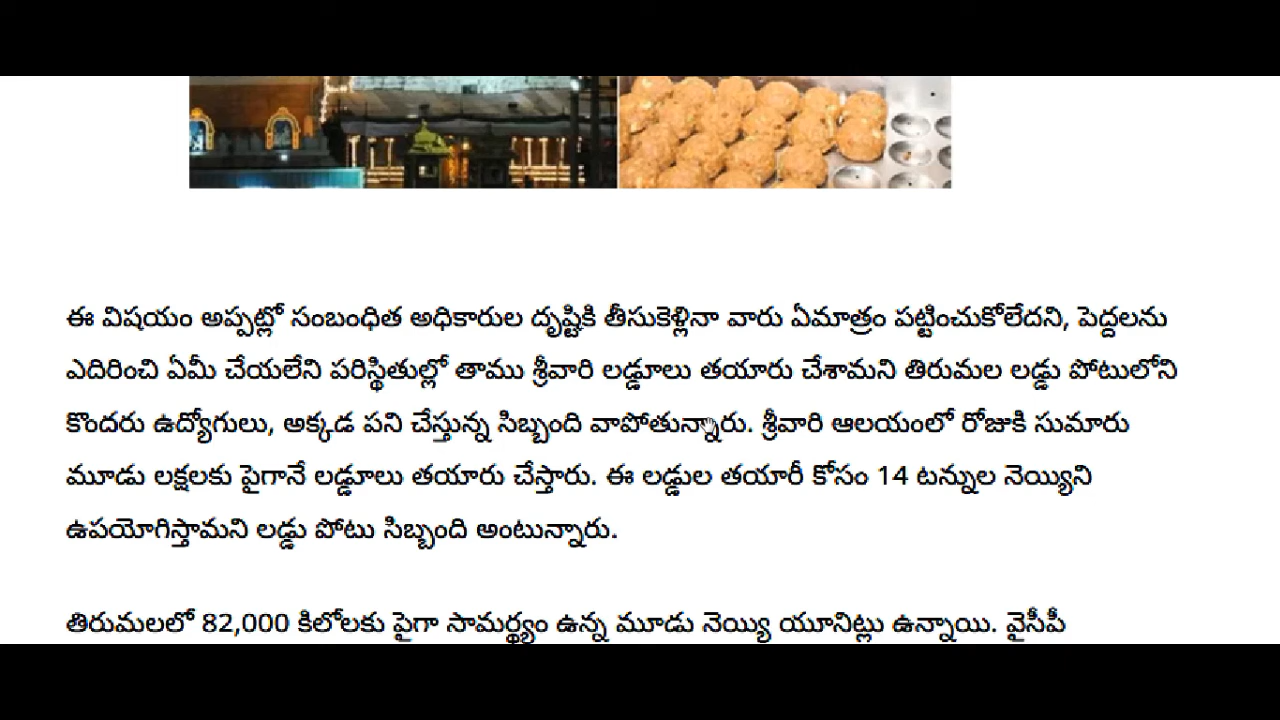 ఈ విషయం అప్పట్లో సంబంధిత అధికారుల దృష్టికి తీసుకెళ్లినా వారు ఏమాత్రం పట్టించుకోలేదని, పెద్దలను
ఎదిరించి ఏమీ చేయలేని పరిస్థితుల్లో తాము శ్రీవారి లడ్డూలు తయారు చేశామని తిరుమల లడ్డు పోటులోని
కొందరు ఉద్యోగులు, అక్కడ పని చేస్తున్న సిబ్బంది వాపోతున్నారు. శ్రీవారి ఆలయంలో రోజుకి సుమారు
మూడు లక్షలకు పైగానే లడ్డూలు తయారు చేస్తారు. ఈ లడ్డుల తయారీ కోసం 14 టన్నుల నెయ్యిని
ఉపయోగిస్తామని లడ్డు పోటు సిబ్బంది అంటున్నారు.
తిరుమలలో 82,000 కిలోలకు పైగా సామర్థ్యం ఉన్న మూడు నెయ్యి యూనిట్లు ఉన్నాయి. వైసీపీ